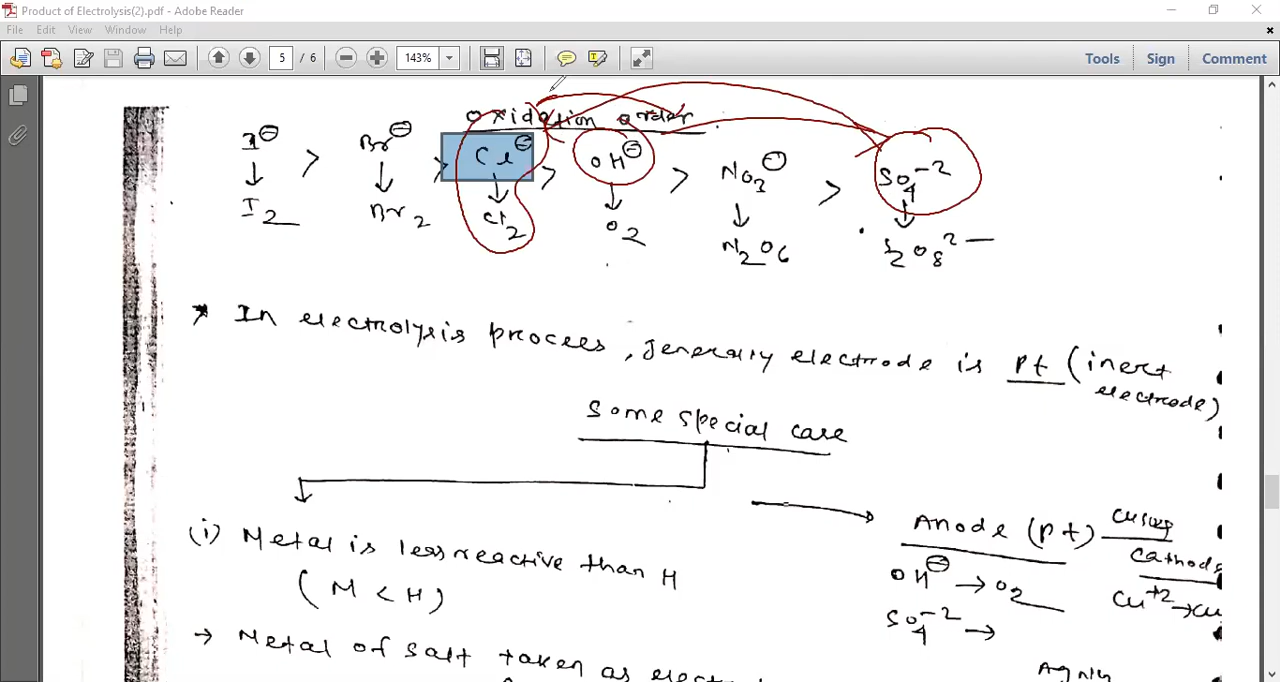 Product of Electrolysis(2).pdf - Adobe Reader
File Edit View Window Help
5 / 6 143% Tools Sign Comment
Oxidation order
I⊖ > Br⊖ > Cl⊖ > OH⊖ > NO3⊖ > SO4-2
I2 Br2 Cl2 O2 N2O6 S2O8 2-
* In electrolysis process, generally electrode is Pt (inert
electrode)
Some special case
(i) Metal is less reactive than H
(M < H)
→ Metal of salt taken as
Anode (Pt)
Cathode
OH⊖ → O2
Cu+2 → Cu
SO4-2 →